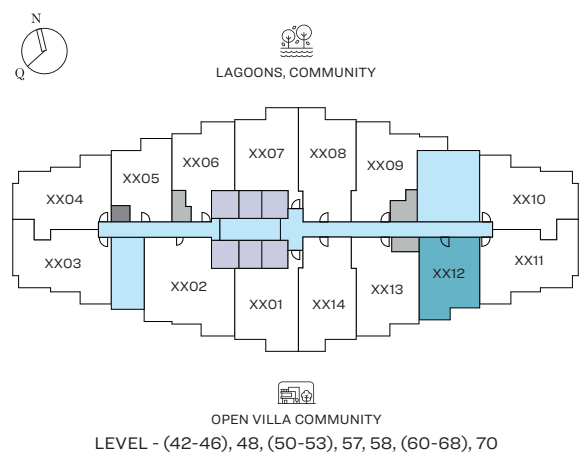 N
Q
LAGOONS, COMMUNITY
XX07
XX08
XX06
XX09
XX05
XX04
XX10
XX03
XX11
XX12
XX02
XX13
XX01
XX14
OPEN VILLA COMMUNITY
LEVEL - (42-46), 48, (50-53), 57, 58, (60-68), 70